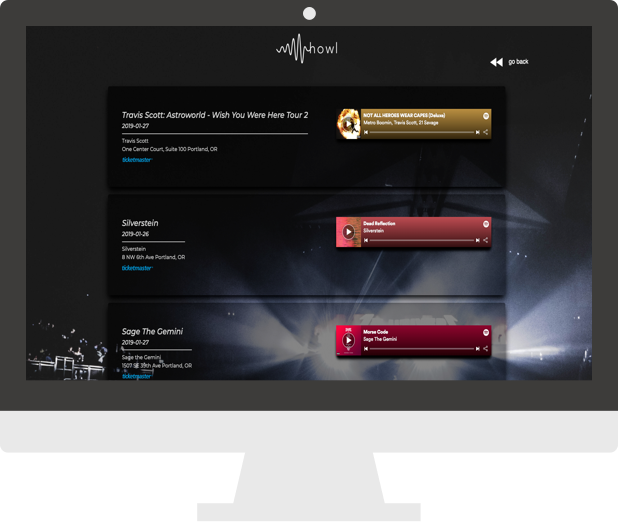 howl
go back
Travis Scott: Astroworld - Wish You Were Here Tour 2
2019-01-27
Travis Scott
One Center Court, Suite 100 Portland, OR
ticketmaster
NOT ALL HEROES WEAR CAPES (Deluxe)
Metro Boomin, Travis Scott, 21 Savage
Silverstein
2019-01-26
Silverstein
8 NW 6th Ave Portland, OR
ticketmaster
Dead Reflection
Silverstein
Sage The Gemini
2019-01-27
Sage the Gemini
1507 SE 39th Ave Portland, OR
ticketmaster
Morse Code
Sage The Gemini